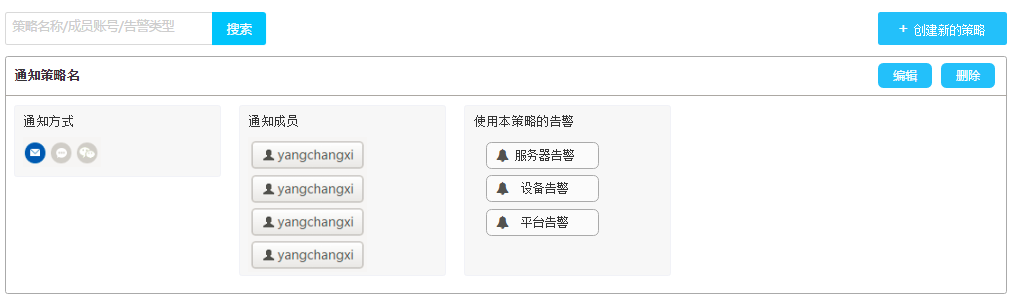 策略名称/成员账号/告警类型
搜索
+ 创建新的策略
通知策略名
编辑
删除
通知方式
通知成员
yangchangxi
yangchangxi
yangchangxi
yangchangxi
使用本策略的告警
服务器告警
设备告警
平台告警